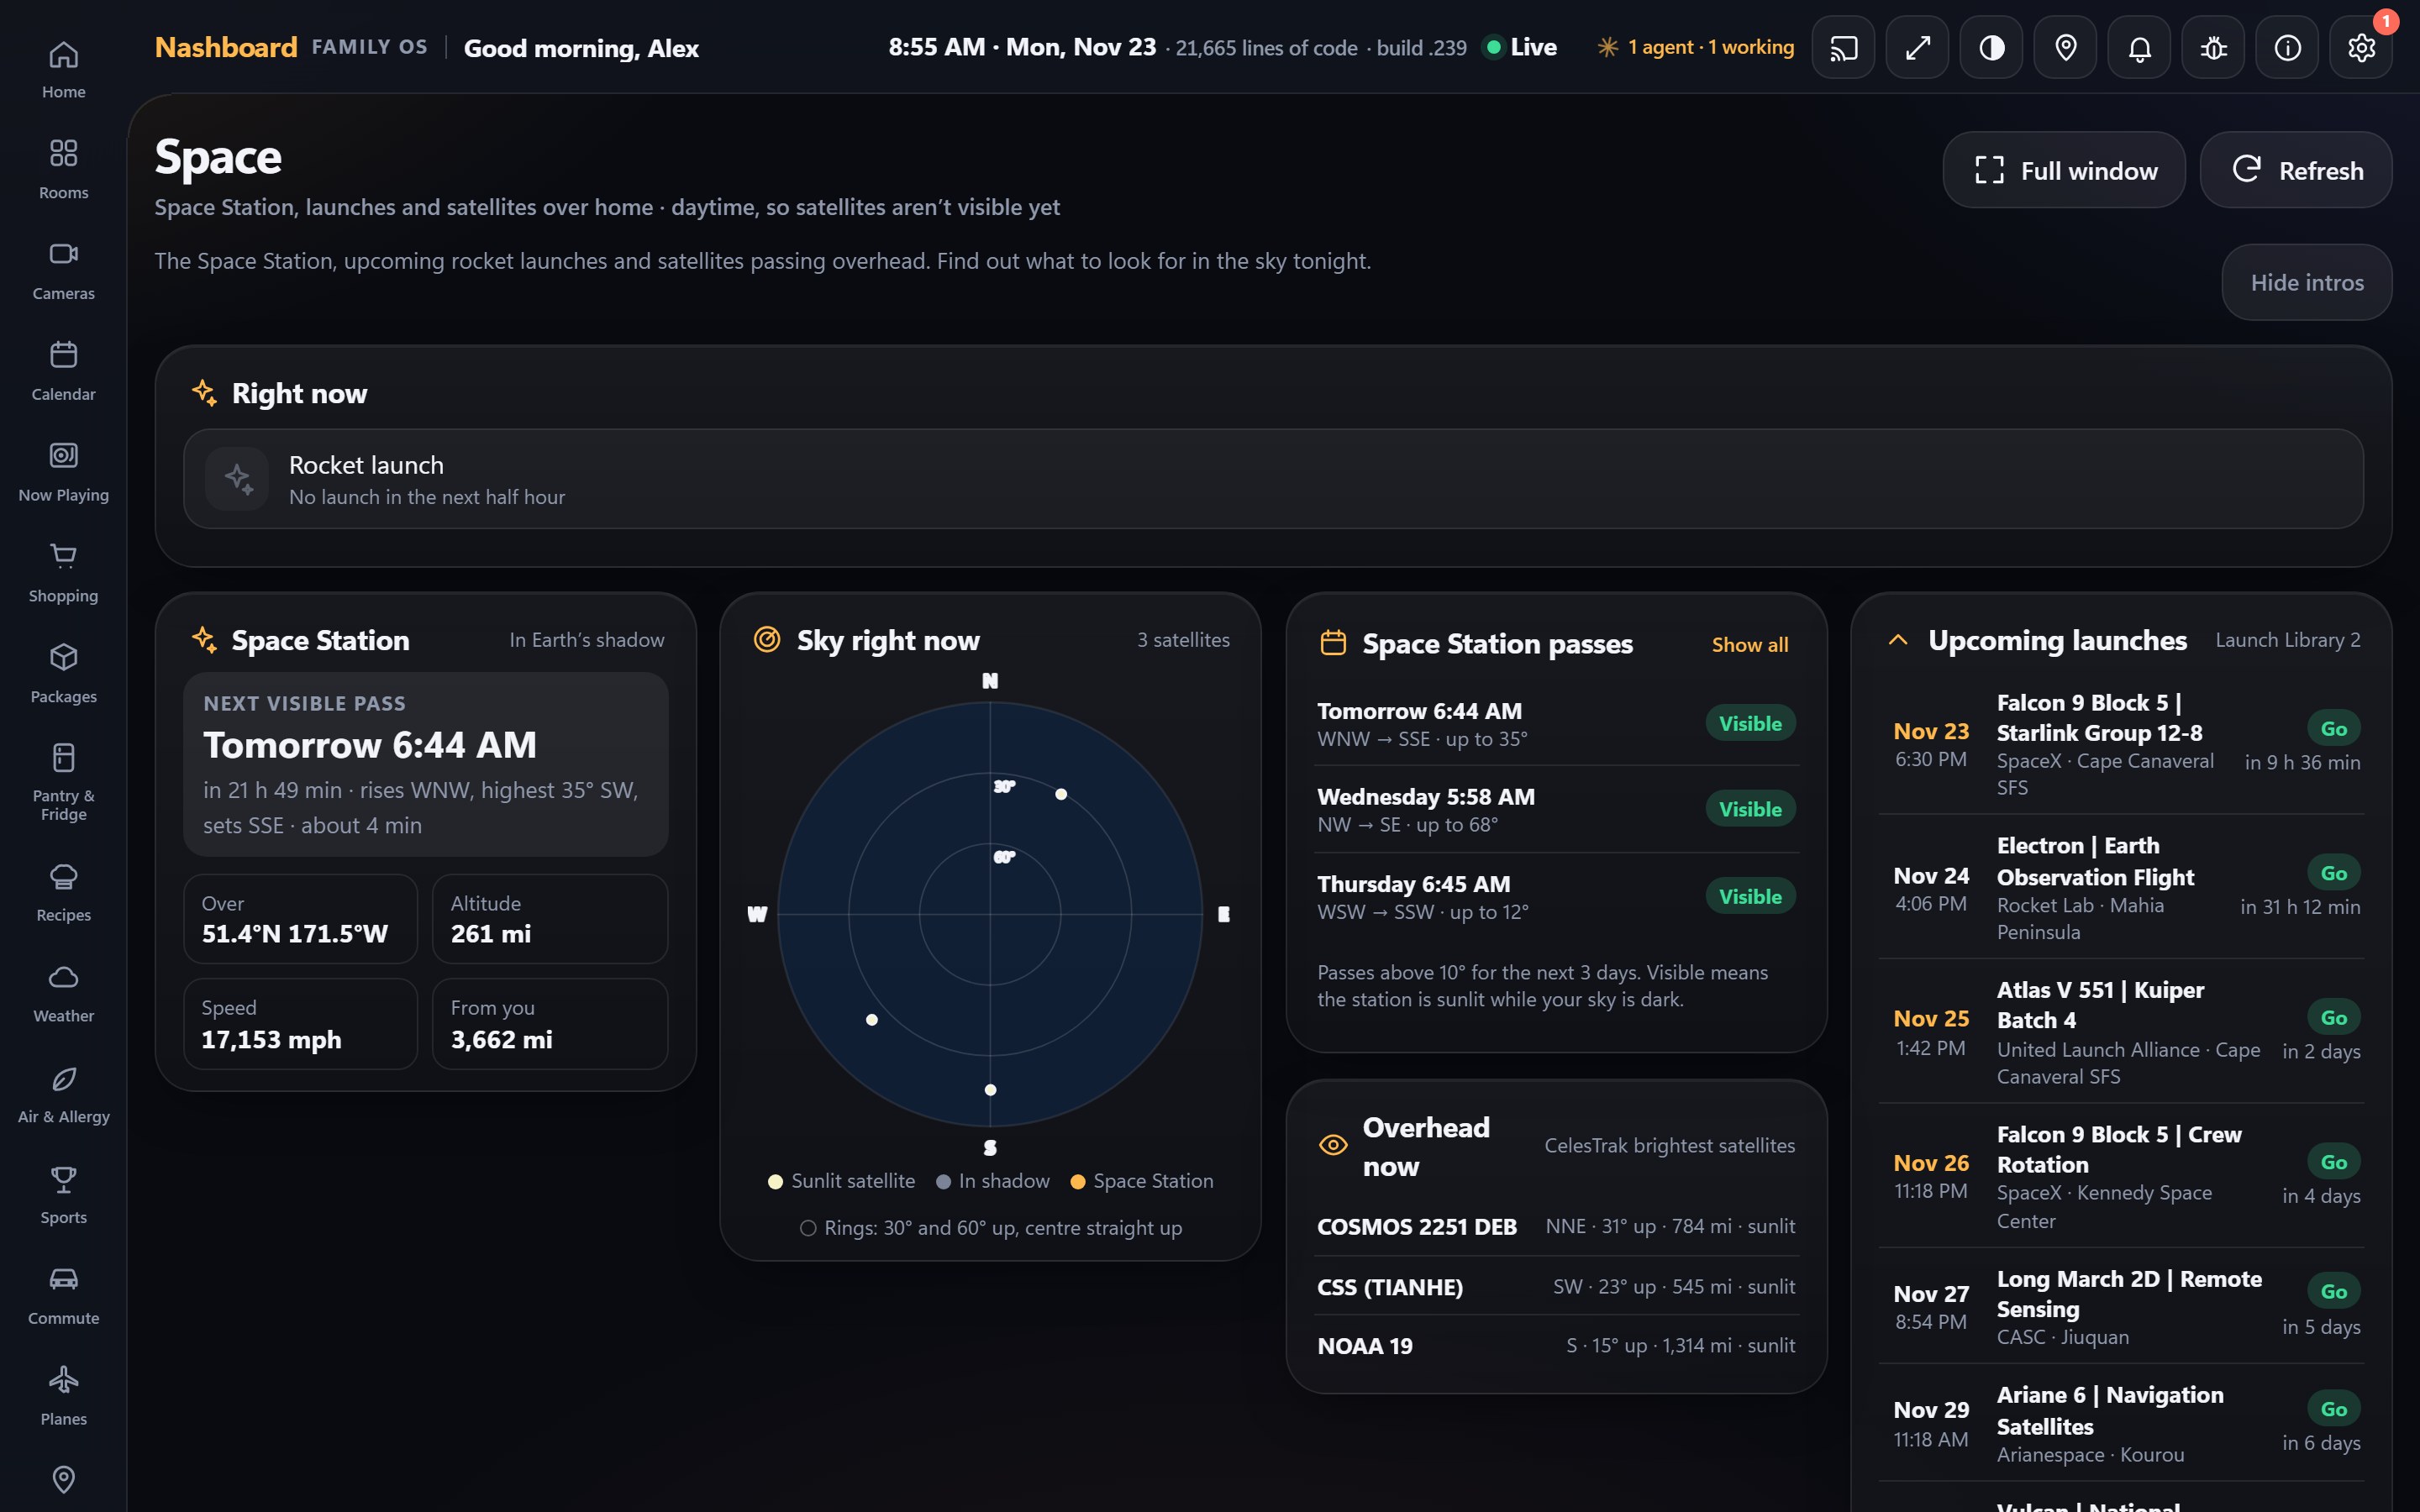 Nashboard FAMILY OS Good morning, Alex
8:55 AM · Mon, Nov 23 · 21,665 lines of code · build .239 Live 1 agent · 1 working 1
Home
Rooms
Cameras
Calendar
Now Playing
Shopping
Packages
Pantry &
Fridge
Recipes
Weather
Air & Allergy
Sports
Commute
Planes
Space
Space Station, launches and satellites over home · daytime, so satellites aren’t visible yet
The Space Station, upcoming rocket launches and satellites passing overhead. Find out what to look for in the sky tonight.
Full window
Refresh
Hide intros
Right now
Rocket launch
No launch in the next half hour
Space Station In Earth’s shadow
NEXT VISIBLE PASS
Tomorrow 6:44 AM
in 21 h 49 min · rises WNW, highest 35° SW,
sets SSE · about 4 min
Over
51.4°N 171.5°W
Altitude
261 mi
Speed
17,153 mph
From you
3,662 mi
Sky right now 3 satellites
N
30°
60°
W
E
S
Sunlit satellite In shadow Space Station
Rings: 30° and 60° up, centre straight up
Space Station passes Show all
Tomorrow 6:44 AM
WNW → SSE · up to 35°
Visible
Wednesday 5:58 AM
NW → SE · up to 68°
Visible
Thursday 6:45 AM
WSW → SSW · up to 12°
Visible
Passes above 10° for the next 3 days. Visible means
the station is sunlit while your sky is dark.
Overhead
now
CelesTrak brightest satellites
COSMOS 2251 DEB NNE · 31° up · 784 mi · sunlit
CSS (TIANHE) SW · 23° up · 545 mi · sunlit
NOAA 19 S · 15° up · 1,314 mi · sunlit
Upcoming launches Launch Library 2
Nov 23
6:30 PM
Falcon 9 Block 5 |
Starlink Group 12-8
SpaceX · Cape Canaveral
SFS
Go
in 9 h 36 min
Nov 24
4:06 PM
Electron | Earth
Observation Flight
Rocket Lab · Mahia
Peninsula
Go
in 31 h 12 min
Nov 25
1:42 PM
Atlas V 551 | Kuiper
Batch 4
United Launch Alliance · Cape
Canaveral SFS
Go
in 2 days
Nov 26
11:18 PM
Falcon 9 Block 5 | Crew
Rotation
SpaceX · Kennedy Space
Center
Go
in 4 days
Nov 27
8:54 PM
Long March 2D | Remote
Sensing
CASC · Jiuquan
Go
in 5 days
Nov 29
11:18 AM
Ariane 6 | Navigation
Satellites
Arianespace · Kourou
Go
in 6 days
Vulcan | National